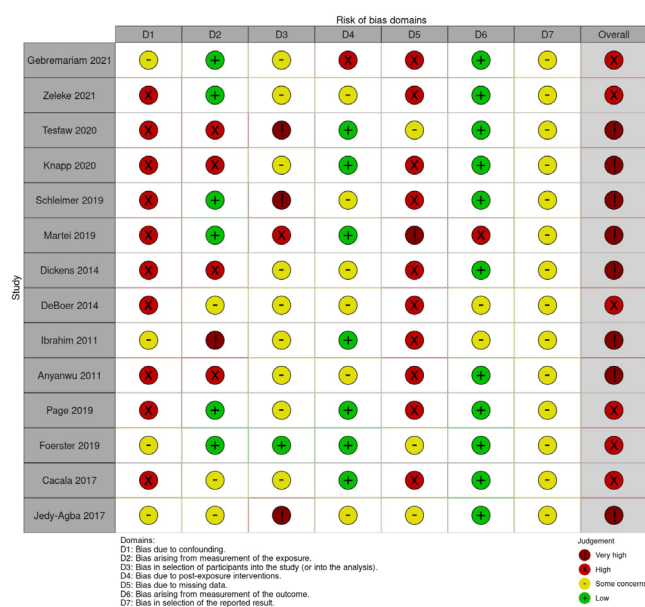 Risk of bias domains
D1 D2 D3 D4 D5 D6 D7 Overall
Study
Gebremariam 2021 - + - X X + - X
Zeleke 2021 X + - - X + - X
Tesfaw 2020 X X ! + - + - !
Knapp 2020 X X - + X + - !
Schleimer 2019 X + ! - X + - !
Martei 2019 X + X + ! X - !
Dickens 2014 X X - - X + - !
DeBoer 2014 X - - - X - - X
Ibrahim 2011 - ! - + X - - !
Anyanwu 2011 X X - - X + - !
Page 2019 X + - + X + - X
Foerster 2019 - + + + - + - X
Cacala 2017 X - - + X + - X
Jedy-Agba 2017 - - ! - - + - !
Domains:
D1: Bias due to confounding.
D2: Bias arising from measurement of the exposure.
D3: Bias in selection of participants into the study (or into the analysis).
D4: Bias due to post-exposure interventions.
D5: Bias due to missing data.
D6: Bias arising from measurement of the outcome.
D7: Bias in selection of the reported result.
Judgement
! Very high
X High
- Some concerns
+ Low